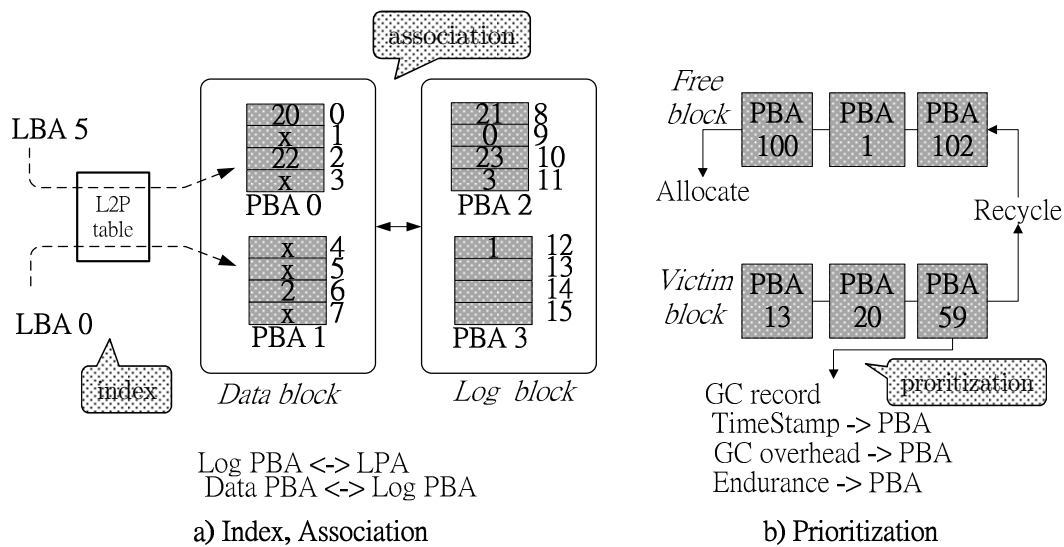 association
LBA 5
L2P
table
LBA 0
index
20 0
x 1
22 2
x 3
PBA 0
x 4
x 5
2 6
x 7
PBA 1
Data block
21 8
0 9
23 10
3 11
PBA 2
1 12
13
14
15
PBA 3
Log block
Log PBA <-> LPA
Data PBA <-> Log PBA
a) Index, Association
Free
block
PBA
100
PBA
1
PBA
102
Allocate
Recycle
Victim
block
PBA
13
PBA
20
PBA
59
proritization
GC record
TimeStamp -> PBA
GC overhead -> PBA
Endurance -> PBA
b) Prioritization